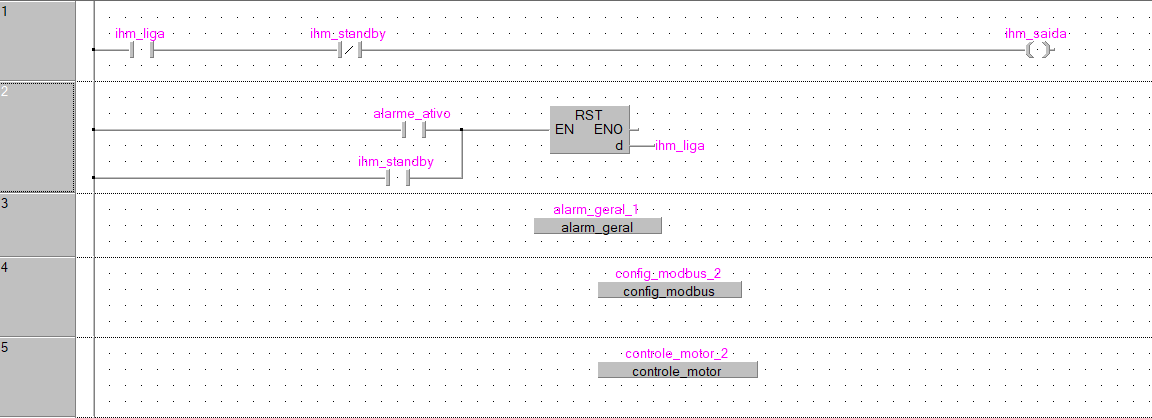 1
ihm_liga ihm_standby ihm_saida
2
alarme_ativo
RST
EN ENO
d ihm_liga
ihm_standby
3
alarm_geral_1
alarm_geral
4
config_modbus_2
config_modbus
5
controle_motor_2
controle_motor